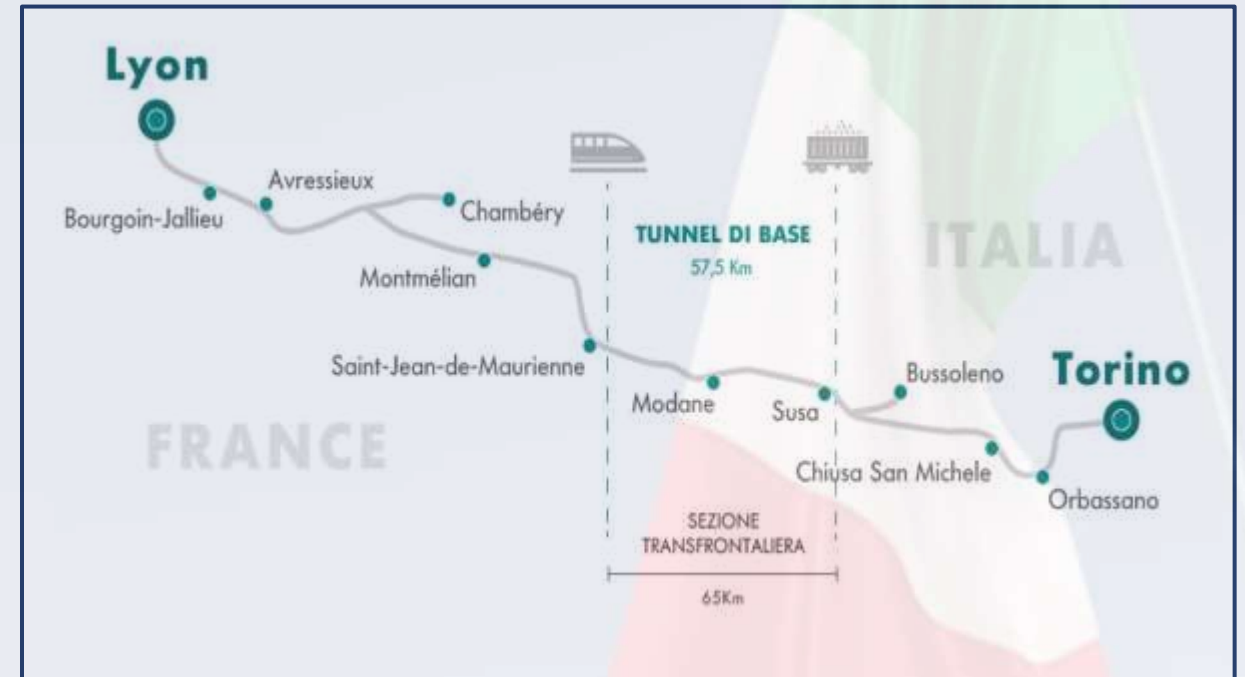 Lyon
Avressieux
Bourgoin-Jallieu
Chambéry
Montmélian
TUNNEL DI BASE
57,5 Km
ITALIA
Saint-Jean-de-Maurienne
Modane
Susa
Bussoleno
Torino
FRANCE
Chiusa San Michele
Orbassano
SEZIONE
TRANSFRONTALIERA
65Km